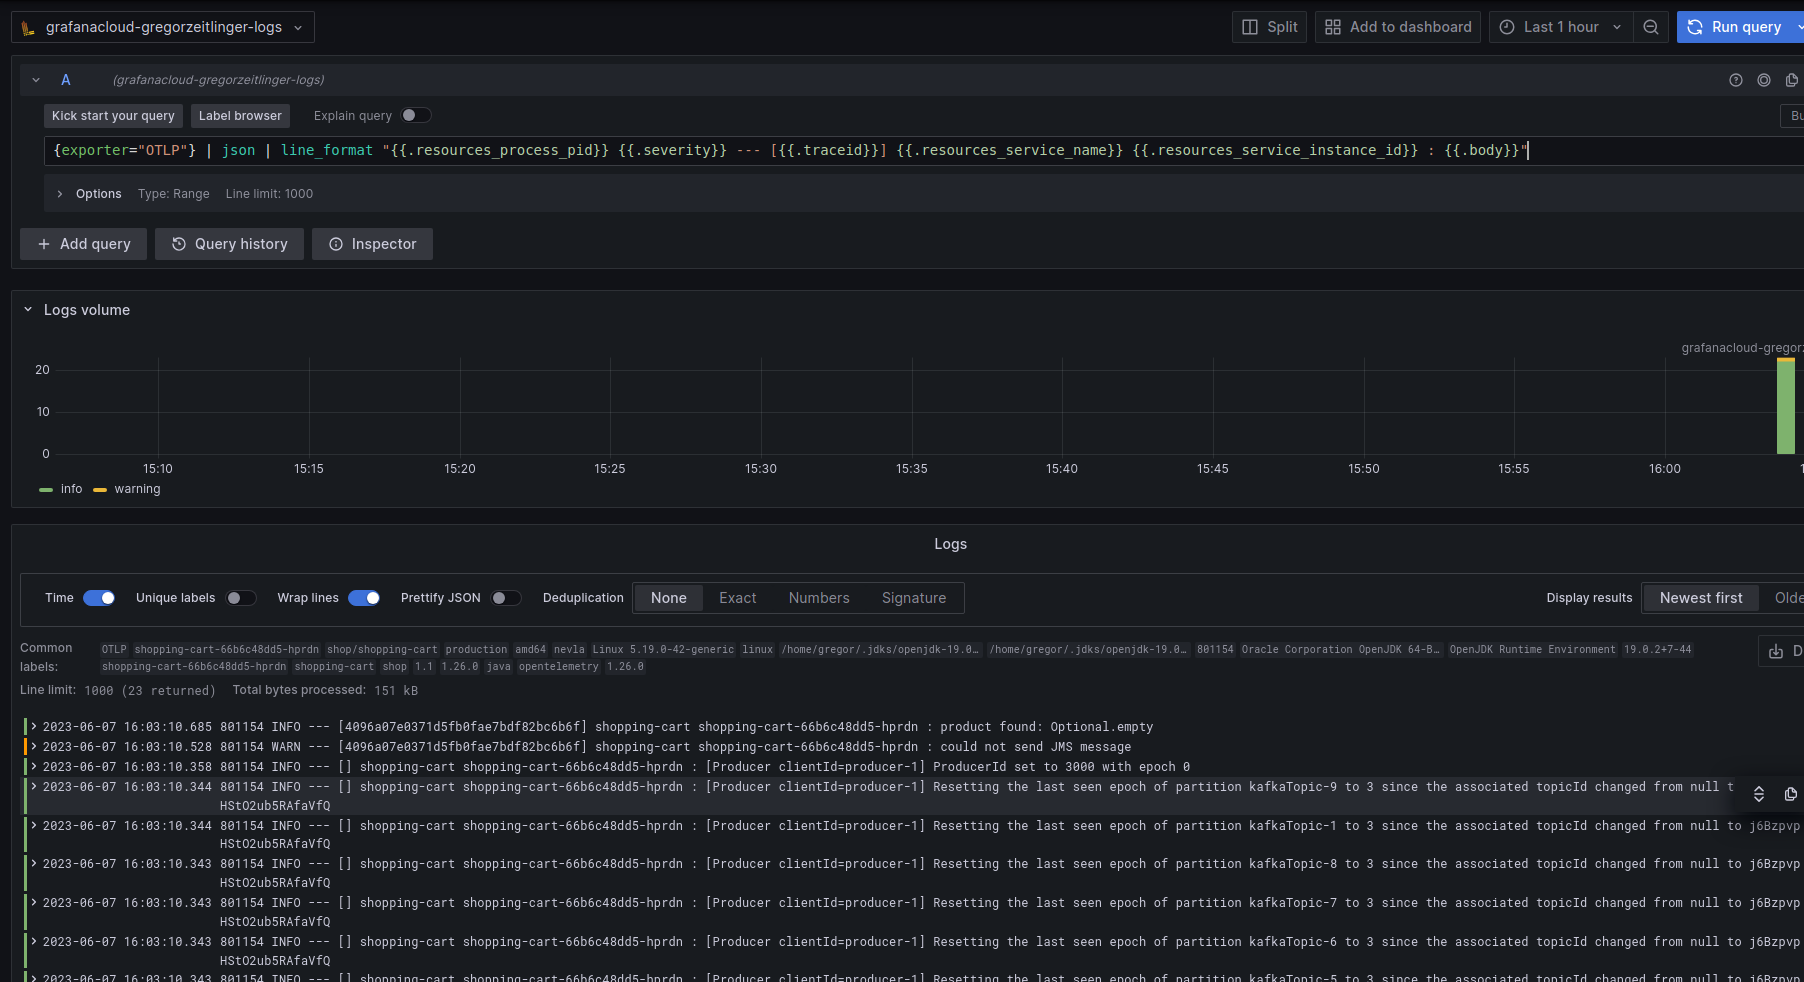 grafanacloud-gregorzeitlinger-logs Split Add to dashboard Last 1 hour Run query
A (grafanacloud-gregorzeitlinger-logs)
Kick start your query Label browser Explain query Bu
{exporter="OTLP"} | json | line_format "{{.resources_process_pid}} {{.severity}} --- [{{.traceid}}] {{.resources_service_name}} {{.resources_service_instance_id}} : {{.body}}"
Options Type: Range Line limit: 1000
Add query Query history Inspector
Logs volume
grafanacloud-gregorz
20
10
0
15:10 15:15 15:20 15:25 15:30 15:35 15:40 15:45 15:50 15:55 16:00 1
info warning
Logs
Time Unique labels Wrap lines Prettify JSON Deduplication None Exact Numbers Signature Display results Newest first Olde
Common labels:
OTLP shopping-cart-66b6c48dd5-hprdn shop/shopping-cart production amd64 nevla Linux 5.19.0-42-generic linux /home/gregor/.jdks/openjdk-19.0… /home/gregor/.jdks/openjdk-19.0… 801154 Oracle Corporation OpenJDK 64-B… OpenJDK Runtime Environment 19.0.2+7-44 D
shopping-cart-66b6c48dd5-hprdn shopping-cart shop 1.1 1.26.0 java opentelemetry 1.26.0
Line limit: 1000 (23 returned) Total bytes processed: 151 kB
2023-06-07 16:03:10.685 801154 INFO --- [4096a07e0371d5fb0fae7bdf82bc6b6f] shopping-cart shopping-cart-66b6c48dd5-hprdn : product found: Optional.empty
2023-06-07 16:03:10.528 801154 WARN --- [4096a07e0371d5fb0fae7bdf82bc6b6f] shopping-cart shopping-cart-66b6c48dd5-hprdn : could not send JMS message
2023-06-07 16:03:10.358 801154 INFO --- [] shopping-cart shopping-cart-66b6c48dd5-hprdn : [Producer clientId=producer-1] ProducerId set to 3000 with epoch 0
2023-06-07 16:03:10.344 801154 INFO --- [] shopping-cart shopping-cart-66b6c48dd5-hprdn : [Producer clientId=producer-1] Resetting the last seen epoch of partition kafkaTopic-9 to 3 since the associated topicId changed from null t
HStO2ub5RAfaVfQ
2023-06-07 16:03:10.344 801154 INFO --- [] shopping-cart shopping-cart-66b6c48dd5-hprdn : [Producer clientId=producer-1] Resetting the last seen epoch of partition kafkaTopic-1 to 3 since the associated topicId changed from null to j6Bzpvp
HStO2ub5RAfaVfQ
2023-06-07 16:03:10.343 801154 INFO --- [] shopping-cart shopping-cart-66b6c48dd5-hprdn : [Producer clientId=producer-1] Resetting the last seen epoch of partition kafkaTopic-8 to 3 since the associated topicId changed from null to j6Bzpvp
HStO2ub5RAfaVfQ
2023-06-07 16:03:10.343 801154 INFO --- [] shopping-cart shopping-cart-66b6c48dd5-hprdn : [Producer clientId=producer-1] Resetting the last seen epoch of partition kafkaTopic-7 to 3 since the associated topicId changed from null to j6Bzpvp
HStO2ub5RAfaVfQ
2023-06-07 16:03:10.343 801154 INFO --- [] shopping-cart shopping-cart-66b6c48dd5-hprdn : [Producer clientId=producer-1] Resetting the last seen epoch of partition kafkaTopic-6 to 3 since the associated topicId changed from null to j6Bzpvp
HStO2ub5RAfaVfQ
2023-06-07 16:03:10.343 801154 INFO --- [] shopping-cart shopping-cart-66b6c48dd5-hprdn : [Producer clientId=producer-1] Resetting the last seen epoch of partition kafkaTopic-5 to 3 since the associated topicId changed from null to j6Bzpvp